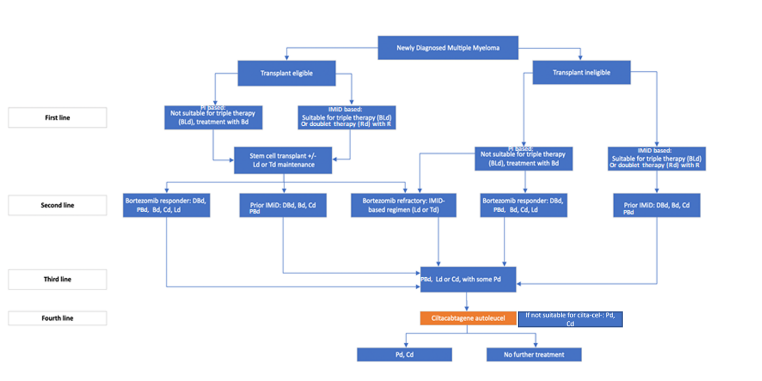 Newly Diagnosed Multiple Myeloma
Transplant eligible
Transplant ineligible
First line
PI based:
Not suitable for triple therapy
(BLd), treatment with Bd
IMID based:
Suitable for triple therapy (BLd)
Or doublet therapy (Rd) with R
Stem cell transplant +/-
Ld or Td maintenance
PI based:
Not suitable for triple therapy
(BLd), treatment with Bd
IMID based:
Suitable for triple therapy (BLd)
Or doublet therapy (Rd) with R
Second line
Bortezomib responder: DBd,
PBd, Bd, Cd, Ld
Prior IMiD: DBd, Bd, Cd
PBd
Bortezomib refractory: IMID-
based regimen (Ld or Td)
Bortezomib responder: DBd,
PBd, Bd, Cd, Ld
Prior IMiD: DBd, Bd, Cd
PBd
Third line
PBd, Ld or Cd, with some Pd
Fourth line
Ciltacabtagene autoleucel
If not suitable for cilta-cel-: Pd,
Cd
Pd, Cd
No further treatment